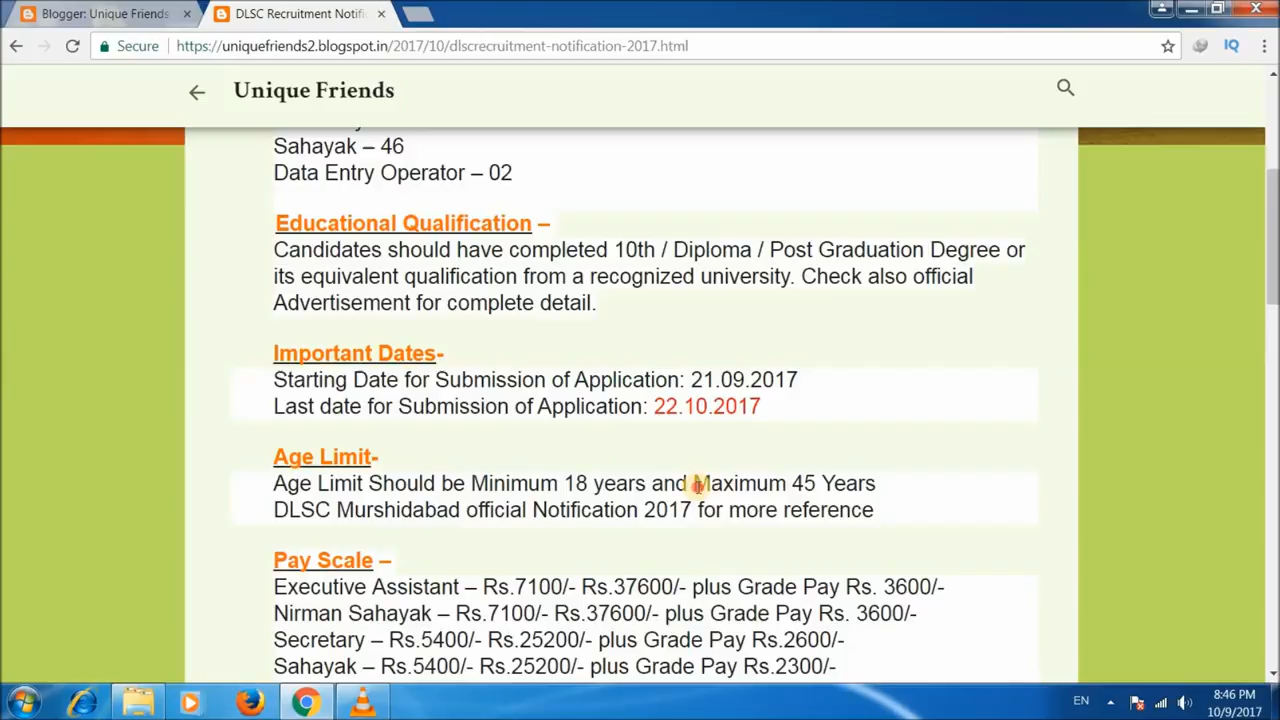 Blogger: Unique Friends
DLSC Recruitment Notifi
Secure
https://uniquefriends2.blogspot.in/2017/10/dlscrecruitment-notification-2017.html
IQ
Unique Friends
Sahayak – 46
Data Entry Operator – 02
Educational Qualification –
Candidates should have completed 10th / Diploma / Post Graduation Degree or
its equivalent qualification from a recognized university. Check also official
Advertisement for complete detail.
Important Dates-
Starting Date for Submission of Application: 21.09.2017
Last date for Submission of Application: 22.10.2017
Age Limit-
Age Limit Should be Minimum 18 years and Maximum 45 Years
DLSC Murshidabad official Notification 2017 for more reference
Pay Scale –
Executive Assistant – Rs.7100/- Rs.37600/- plus Grade Pay Rs. 3600/-
Nirman Sahayak – Rs.7100/- Rs.37600/- plus Grade Pay Rs. 3600/-
Secretary – Rs.5400/- Rs.25200/- plus Grade Pay Rs.2600/-
Sahayak – Rs.5400/- Rs.25200/- plus Grade Pay Rs.2300/-
EN
8:46 PM
10/9/2017